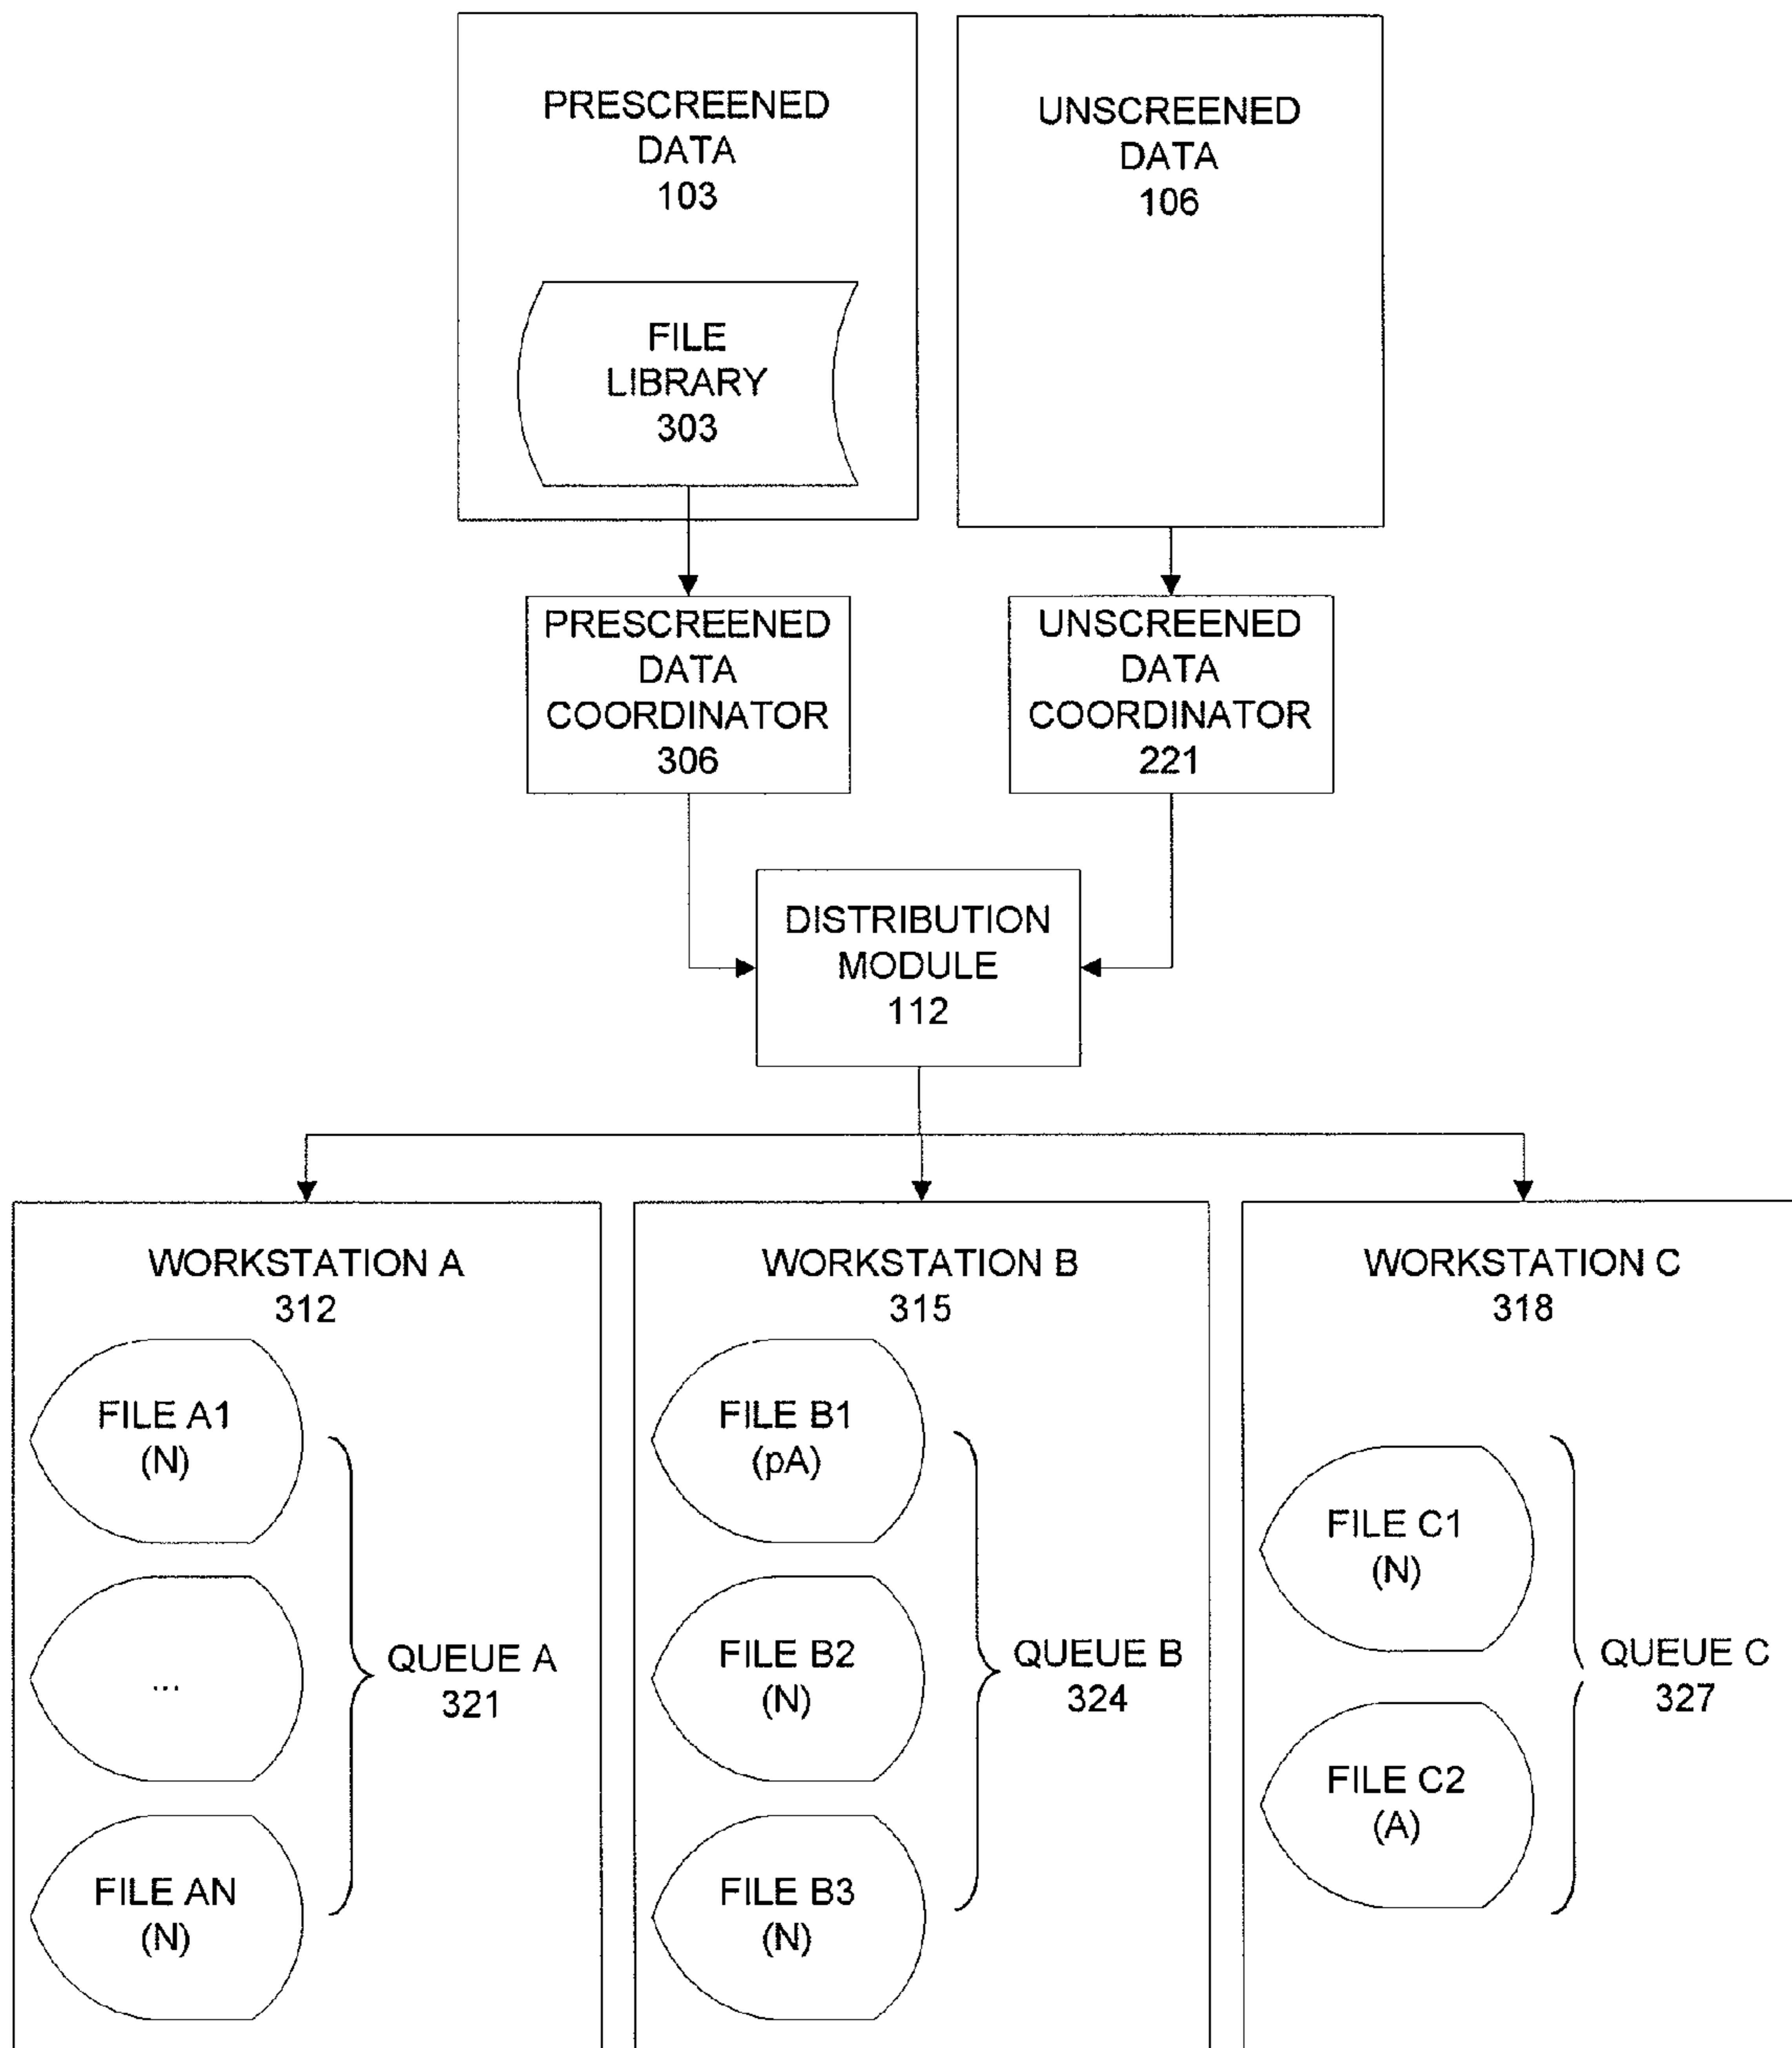 PRESCREENED
DATA
103
UNSCREENED
DATA
106
FILE
LIBRARY
303
PRESCREENED
DATA
COORDINATOR
306
UNSCREENED
DATA
COORDINATOR
221
DISTRIBUTION
MODULE
112
WORKSTATION A
312
FILE A1
(N)
...
FILE AN
(N)
QUEUE A
321
WORKSTATION B
315
FILE B1
(pA)
FILE B2
(N)
FILE B3
(N)
QUEUE B
324
WORKSTATION C
318
FILE C1
(N)
FILE C2
(A)
QUEUE C
327